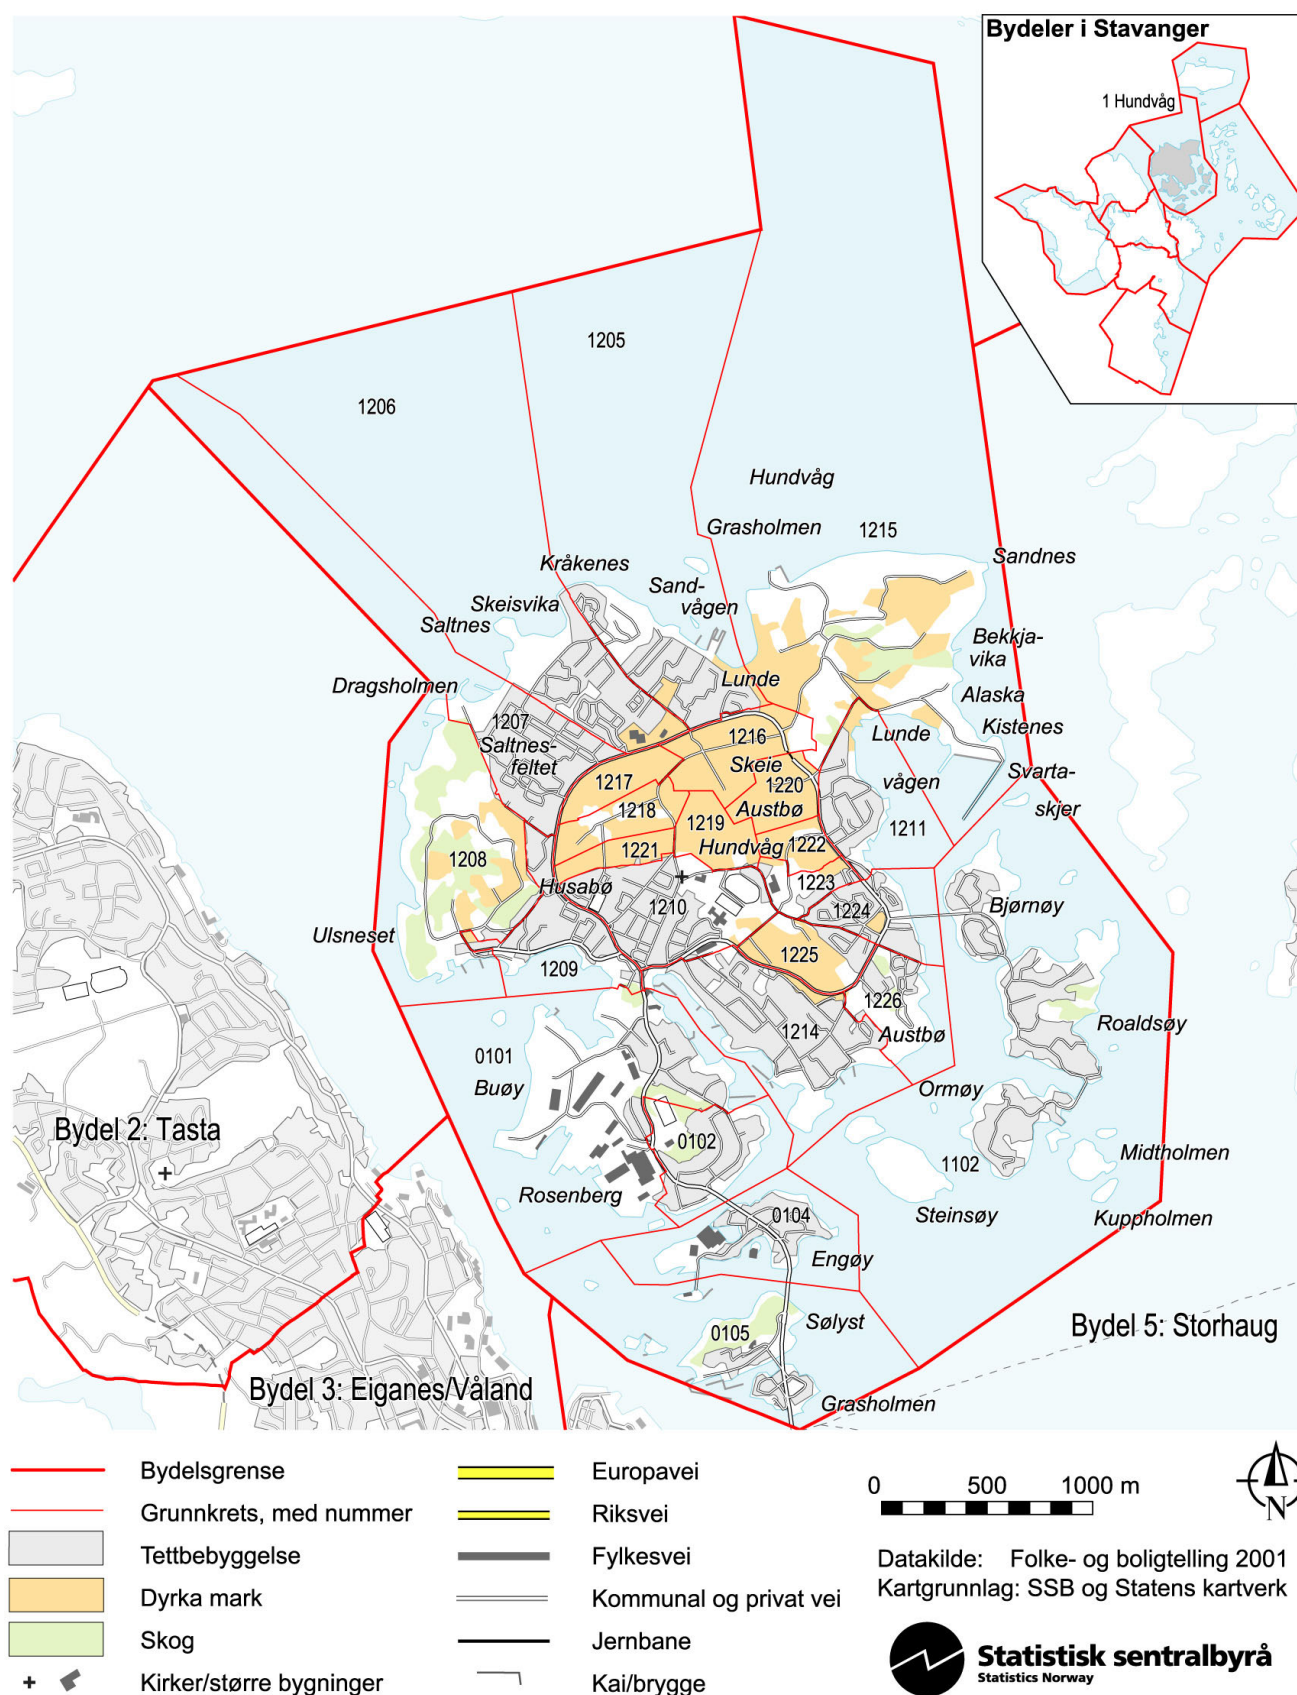 Bydeler i Stavanger
1 Hundvåg
1205
1206
Hundvåg
Grasholmen
1215
Sandnes
Kråkenes
Sand-
vågen
Skeisvika
Saltnes
Bekkja-
vika
Dragsholmen
Lunde
Alaska
Kistenes
1207
Saltnes-
feltet
1216
Lunde
vågen
Skeie
Svarta-
skjer
1217
1220
1218
Austbø
1219
1211
Hundvåg
1222
1221
1208
Husabø
1223
1210
1224
Bjørnøy
Ulsneset
1225
1209
1226
Roaldsøy
1214
Austbø
0101
Buøy
Ormøy
Bydel 2: Tasta
0102
1102
Midtholmen
Rosenberg
Steinsøy
Kuppholmen
0104
Engøy
Sølyst
0105
Bydel 5: Storhaug
Bydel 3: Eiganes/Våland
Grasholmen
Bydelsgrense
Grunnkrets, med nummer
Tettbebyggelse
Dyrka mark
Skog
Kirker/større bygninger
Europavei
Riksvei
Fylkesvei
Kommunal og privat vei
Jernbane
Kai/brygge
0 500 1000 m
N
Datakilde: Folke- og boligtelling 2001
Kartgrunnlag: SSB og Statens kartverk
Statistisk sentralbyrå
Statistics Norway